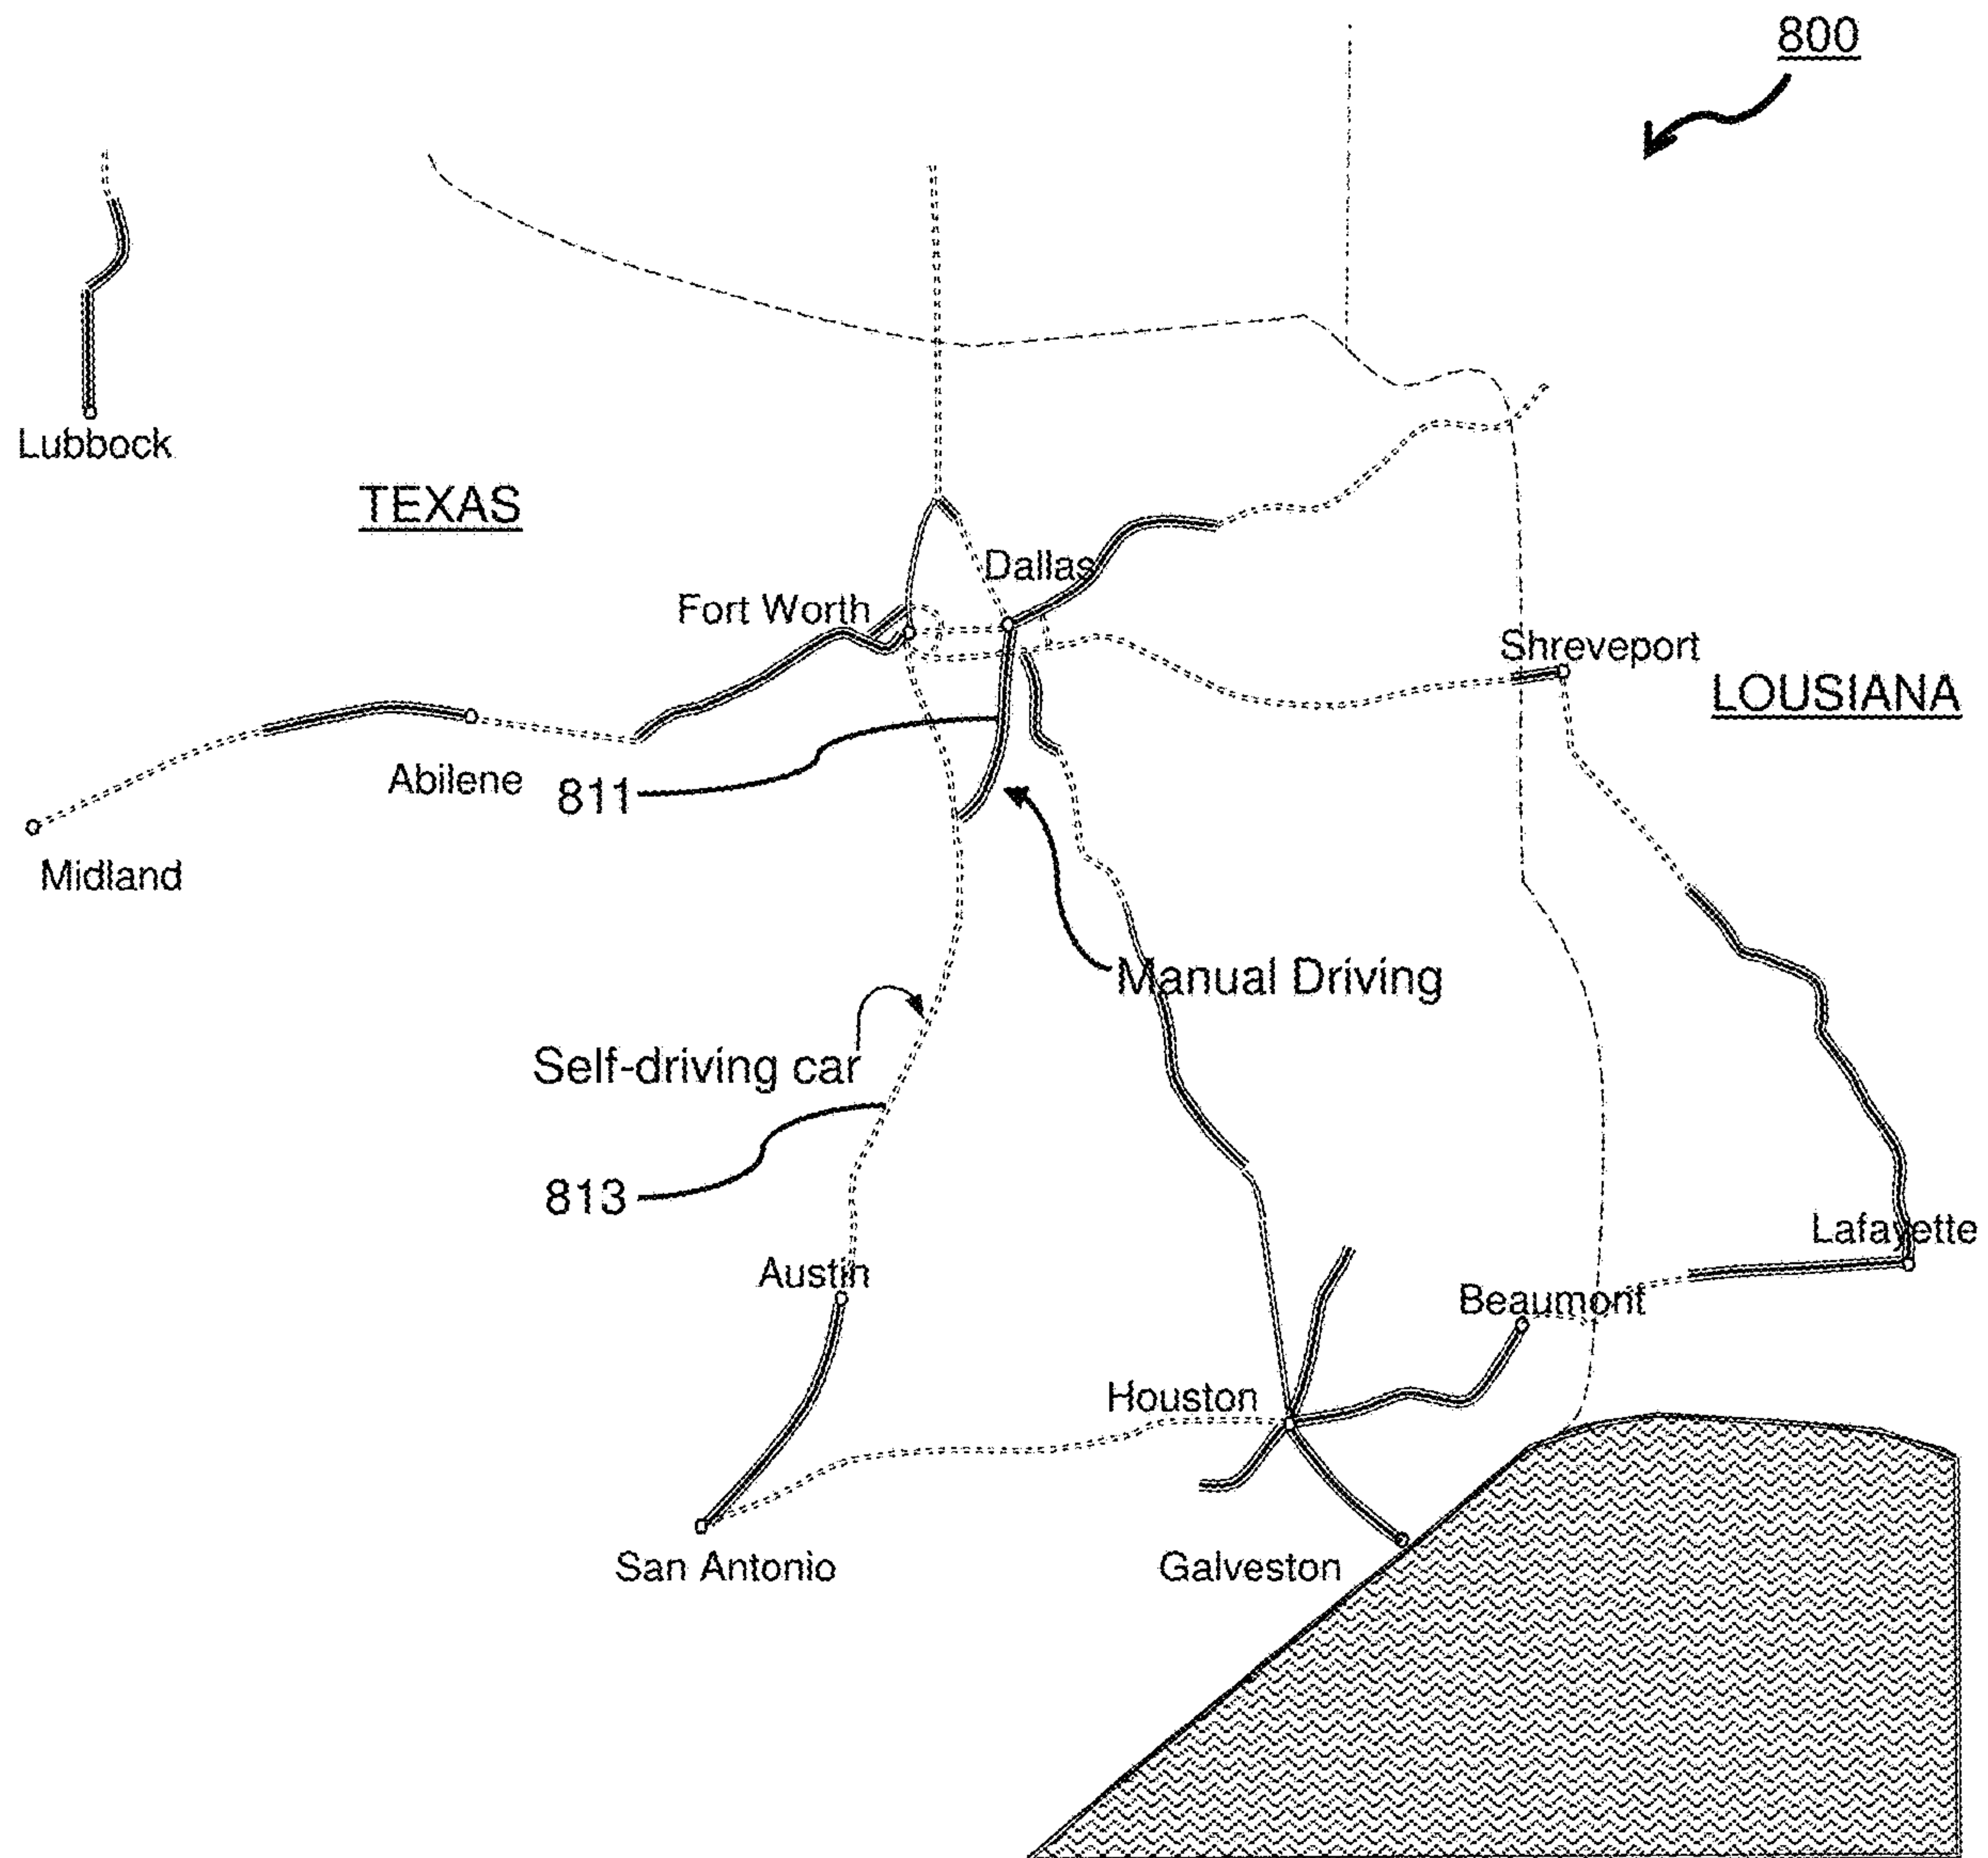 800
Lubbock
TEXAS
Dallas
Fort Worth
Shreveport
LOUSIANA
Abilene
811
Midland
Manual Driving
Self-driving car
813
Lafayette
Austin
Beaumont
Houston
San Antonio
Galveston